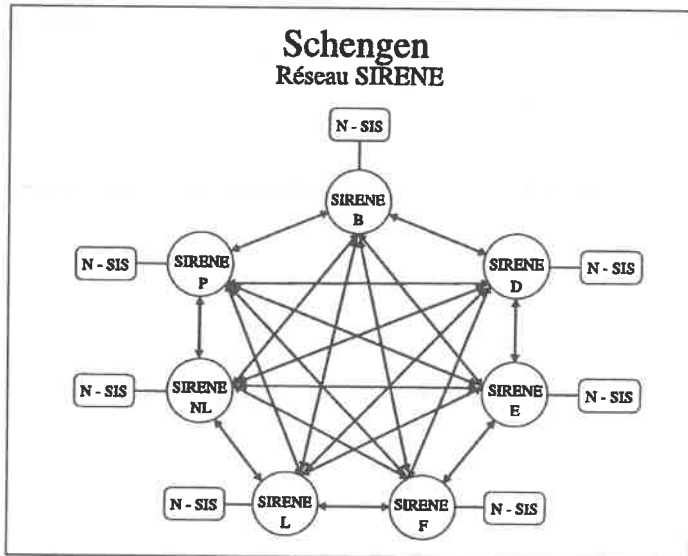 Schengen
Réseau SIRENE
N - SIS
SIRENE
B
N - SIS
SIRENE
P
SIRENE
D
N - SIS
N - SIS
SIRENE
NL
SIRENE
E
N - SIS
N - SIS
SIRENE
L
SIRENE
F
N - SIS